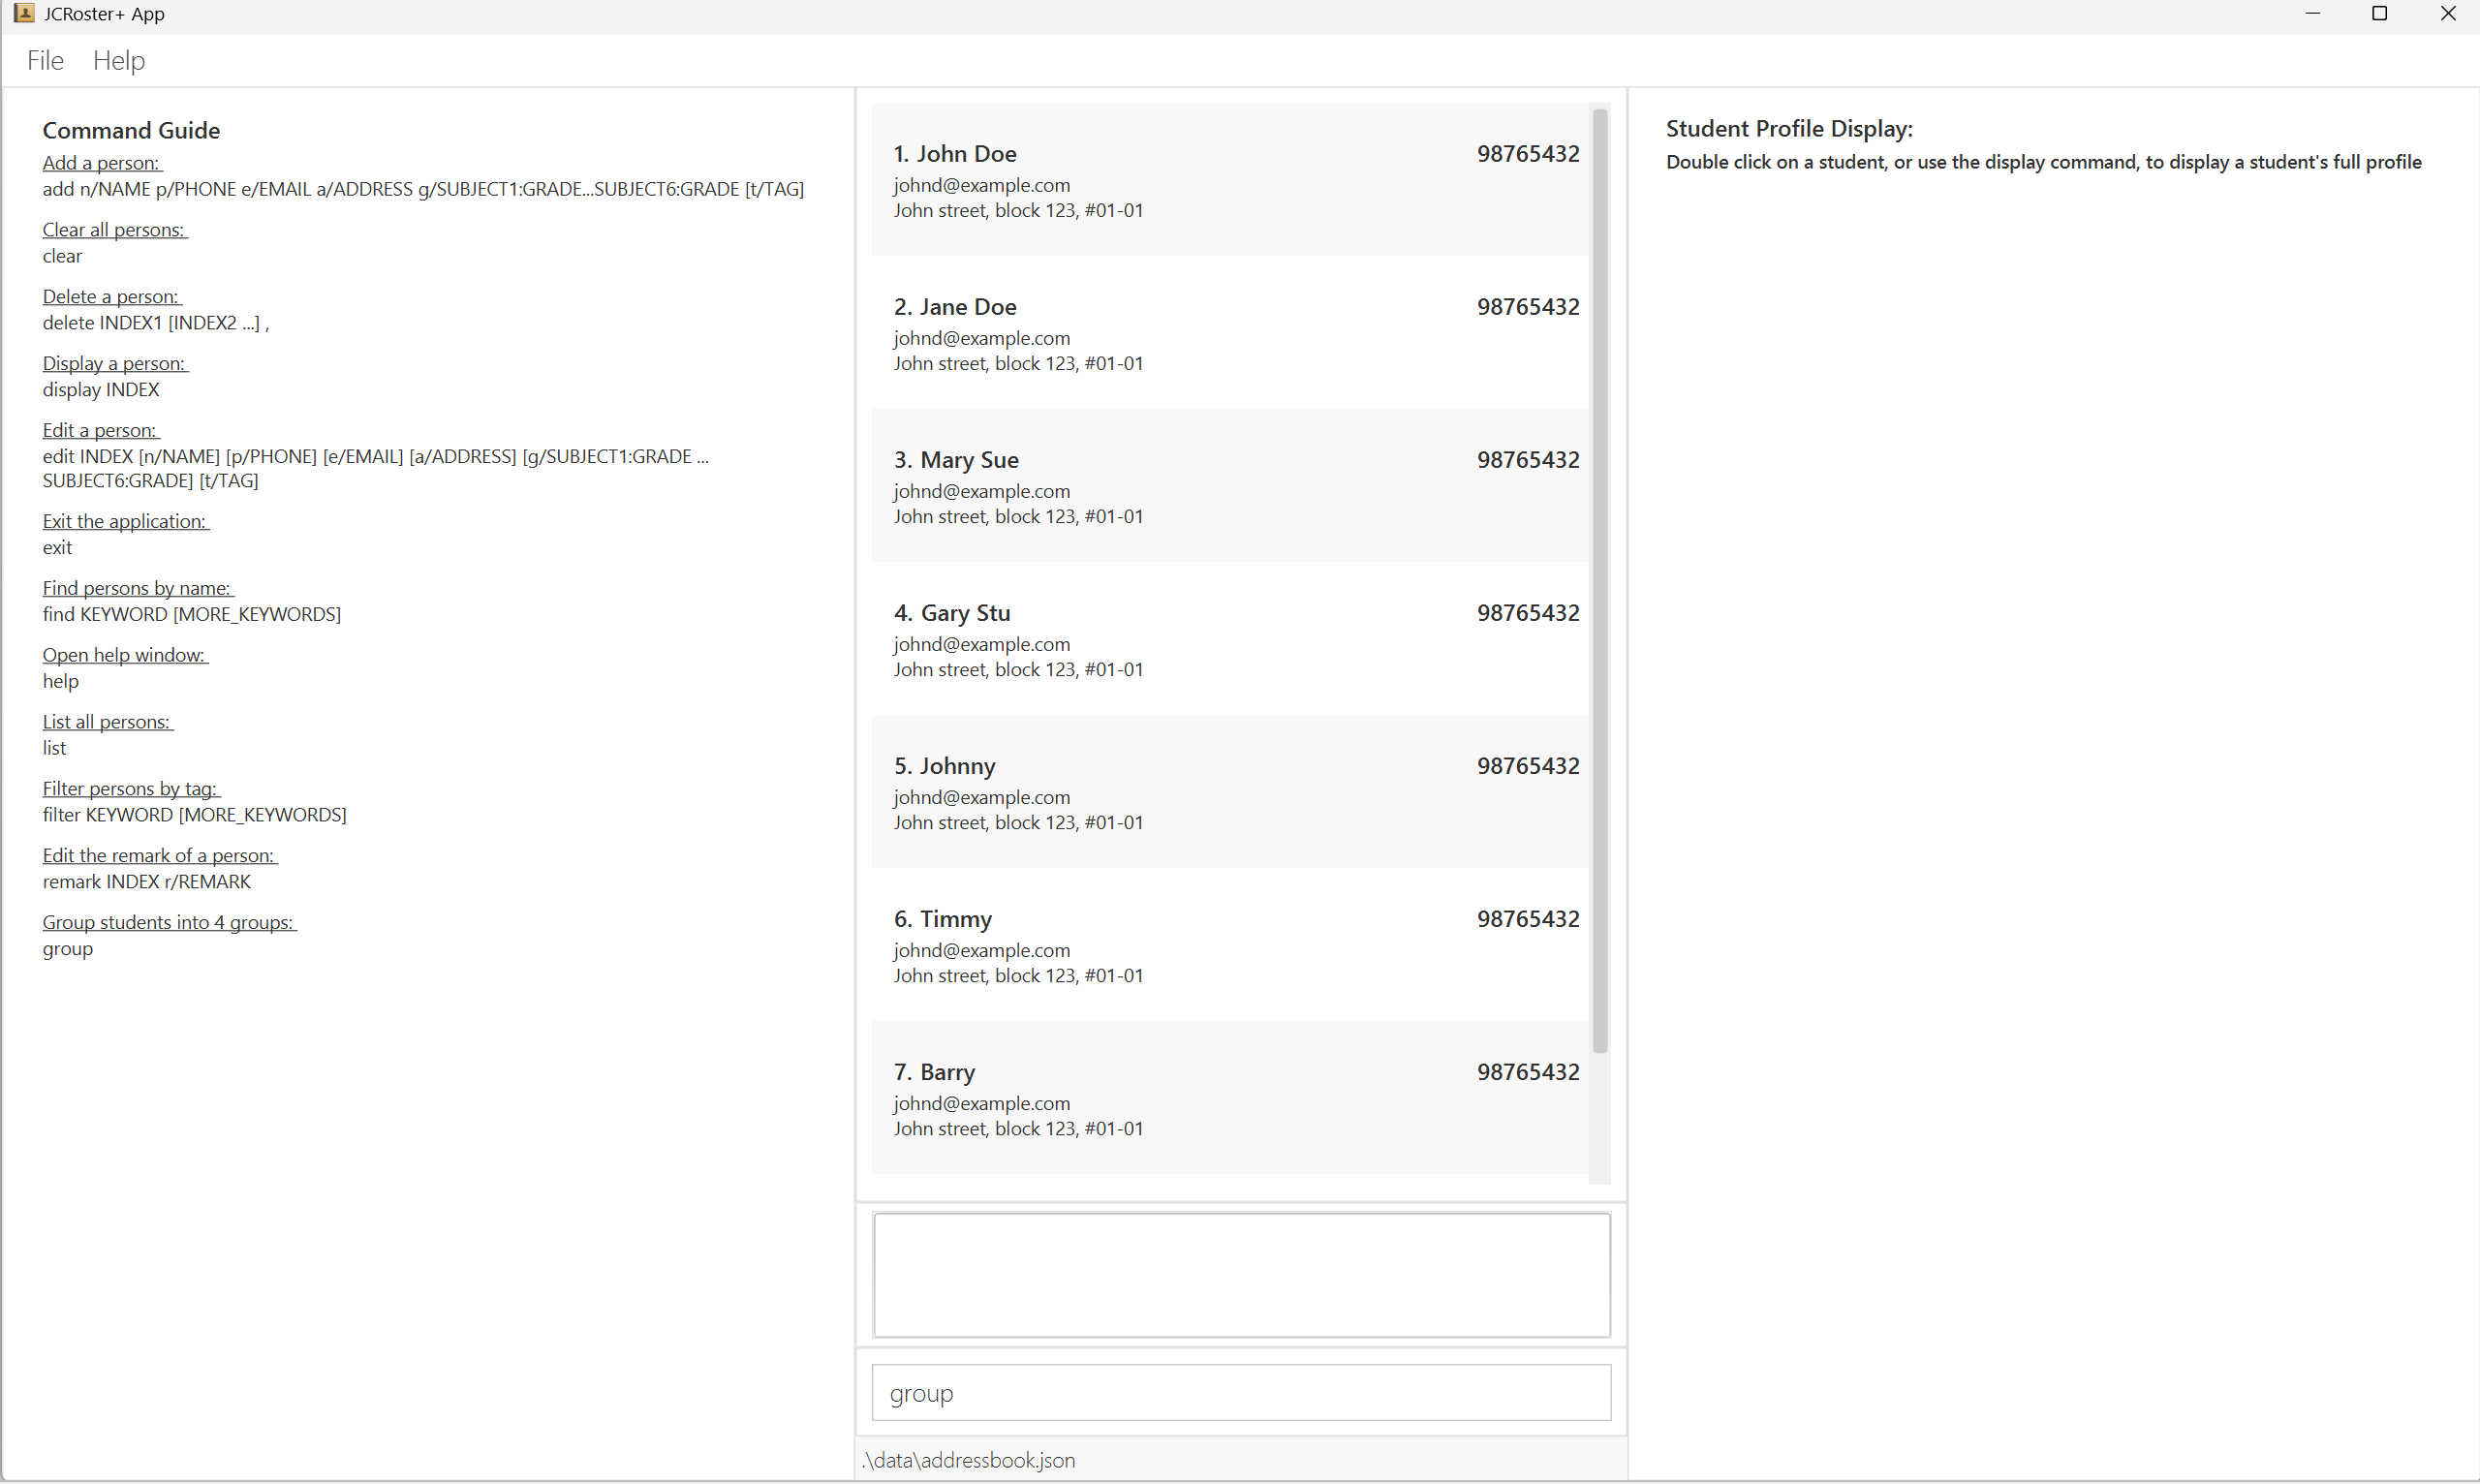 JCRoster+ App
File Help
Command Guide
Add a person:
add n/NAME p/PHONE e/EMAIL a/ADDRESS g/SUBJECT1:GRADE...SUBJECT6:GRADE [t/TAG]
Clear all persons:
clear
Delete a person:
delete INDEX1 [INDEX2 ...] ,
Display a person:
display INDEX
Edit a person:
edit INDEX [n/NAME] [p/PHONE] [e/EMAIL] [a/ADDRESS] [g/SUBJECT1:GRADE ...
SUBJECT6:GRADE] [t/TAG]
Exit the application:
exit
Find persons by name:
find KEYWORD [MORE_KEYWORDS]
Open help window:
help
List all persons:
list
Filter persons by tag:
filter KEYWORD [MORE_KEYWORDS]
Edit the remark of a person:
remark INDEX r/REMARK
Group students into 4 groups:
group
1. John Doe 98765432
johnd@example.com
John street, block 123, #01-01
2. Jane Doe 98765432
johnd@example.com
John street, block 123, #01-01
3. Mary Sue 98765432
johnd@example.com
John street, block 123, #01-01
4. Gary Stu 98765432
johnd@example.com
John street, block 123, #01-01
5. Johnny 98765432
johnd@example.com
John street, block 123, #01-01
6. Timmy 98765432
johnd@example.com
John street, block 123, #01-01
7. Barry 98765432
johnd@example.com
John street, block 123, #01-01
group
.\data\addressbook.json
Student Profile Display:
Double click on a student, or use the display command, to display a student's full profile